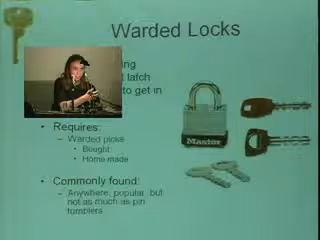 Warded Locks
latch
to get in
• Requires:
– Warded picks
• Bought
• Home made
• Commonly found:
– Anywhere, popular, but
not as much as pin
tumblers
Master